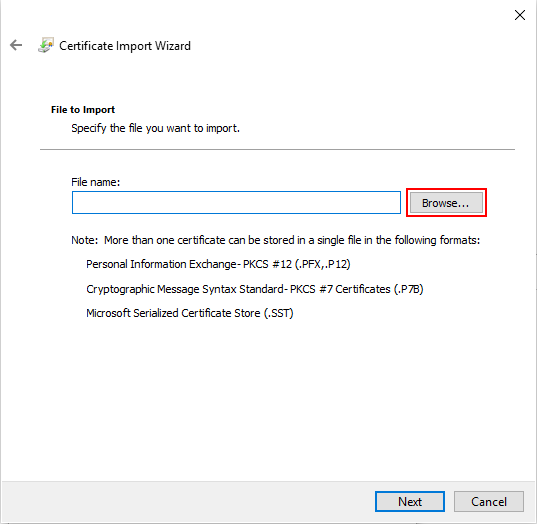 Certificate Import Wizard
File to Import
Specify the file you want to import.
File name:
Browse...
Note:  More than one certificate can be stored in a single file in the following formats:
Personal Information Exchange- PKCS #12 (.PFX,.P12)
Cryptographic Message Syntax Standard- PKCS #7 Certificates (.P7B)
Microsoft Serialized Certificate Store (.SST)
Next
Cancel